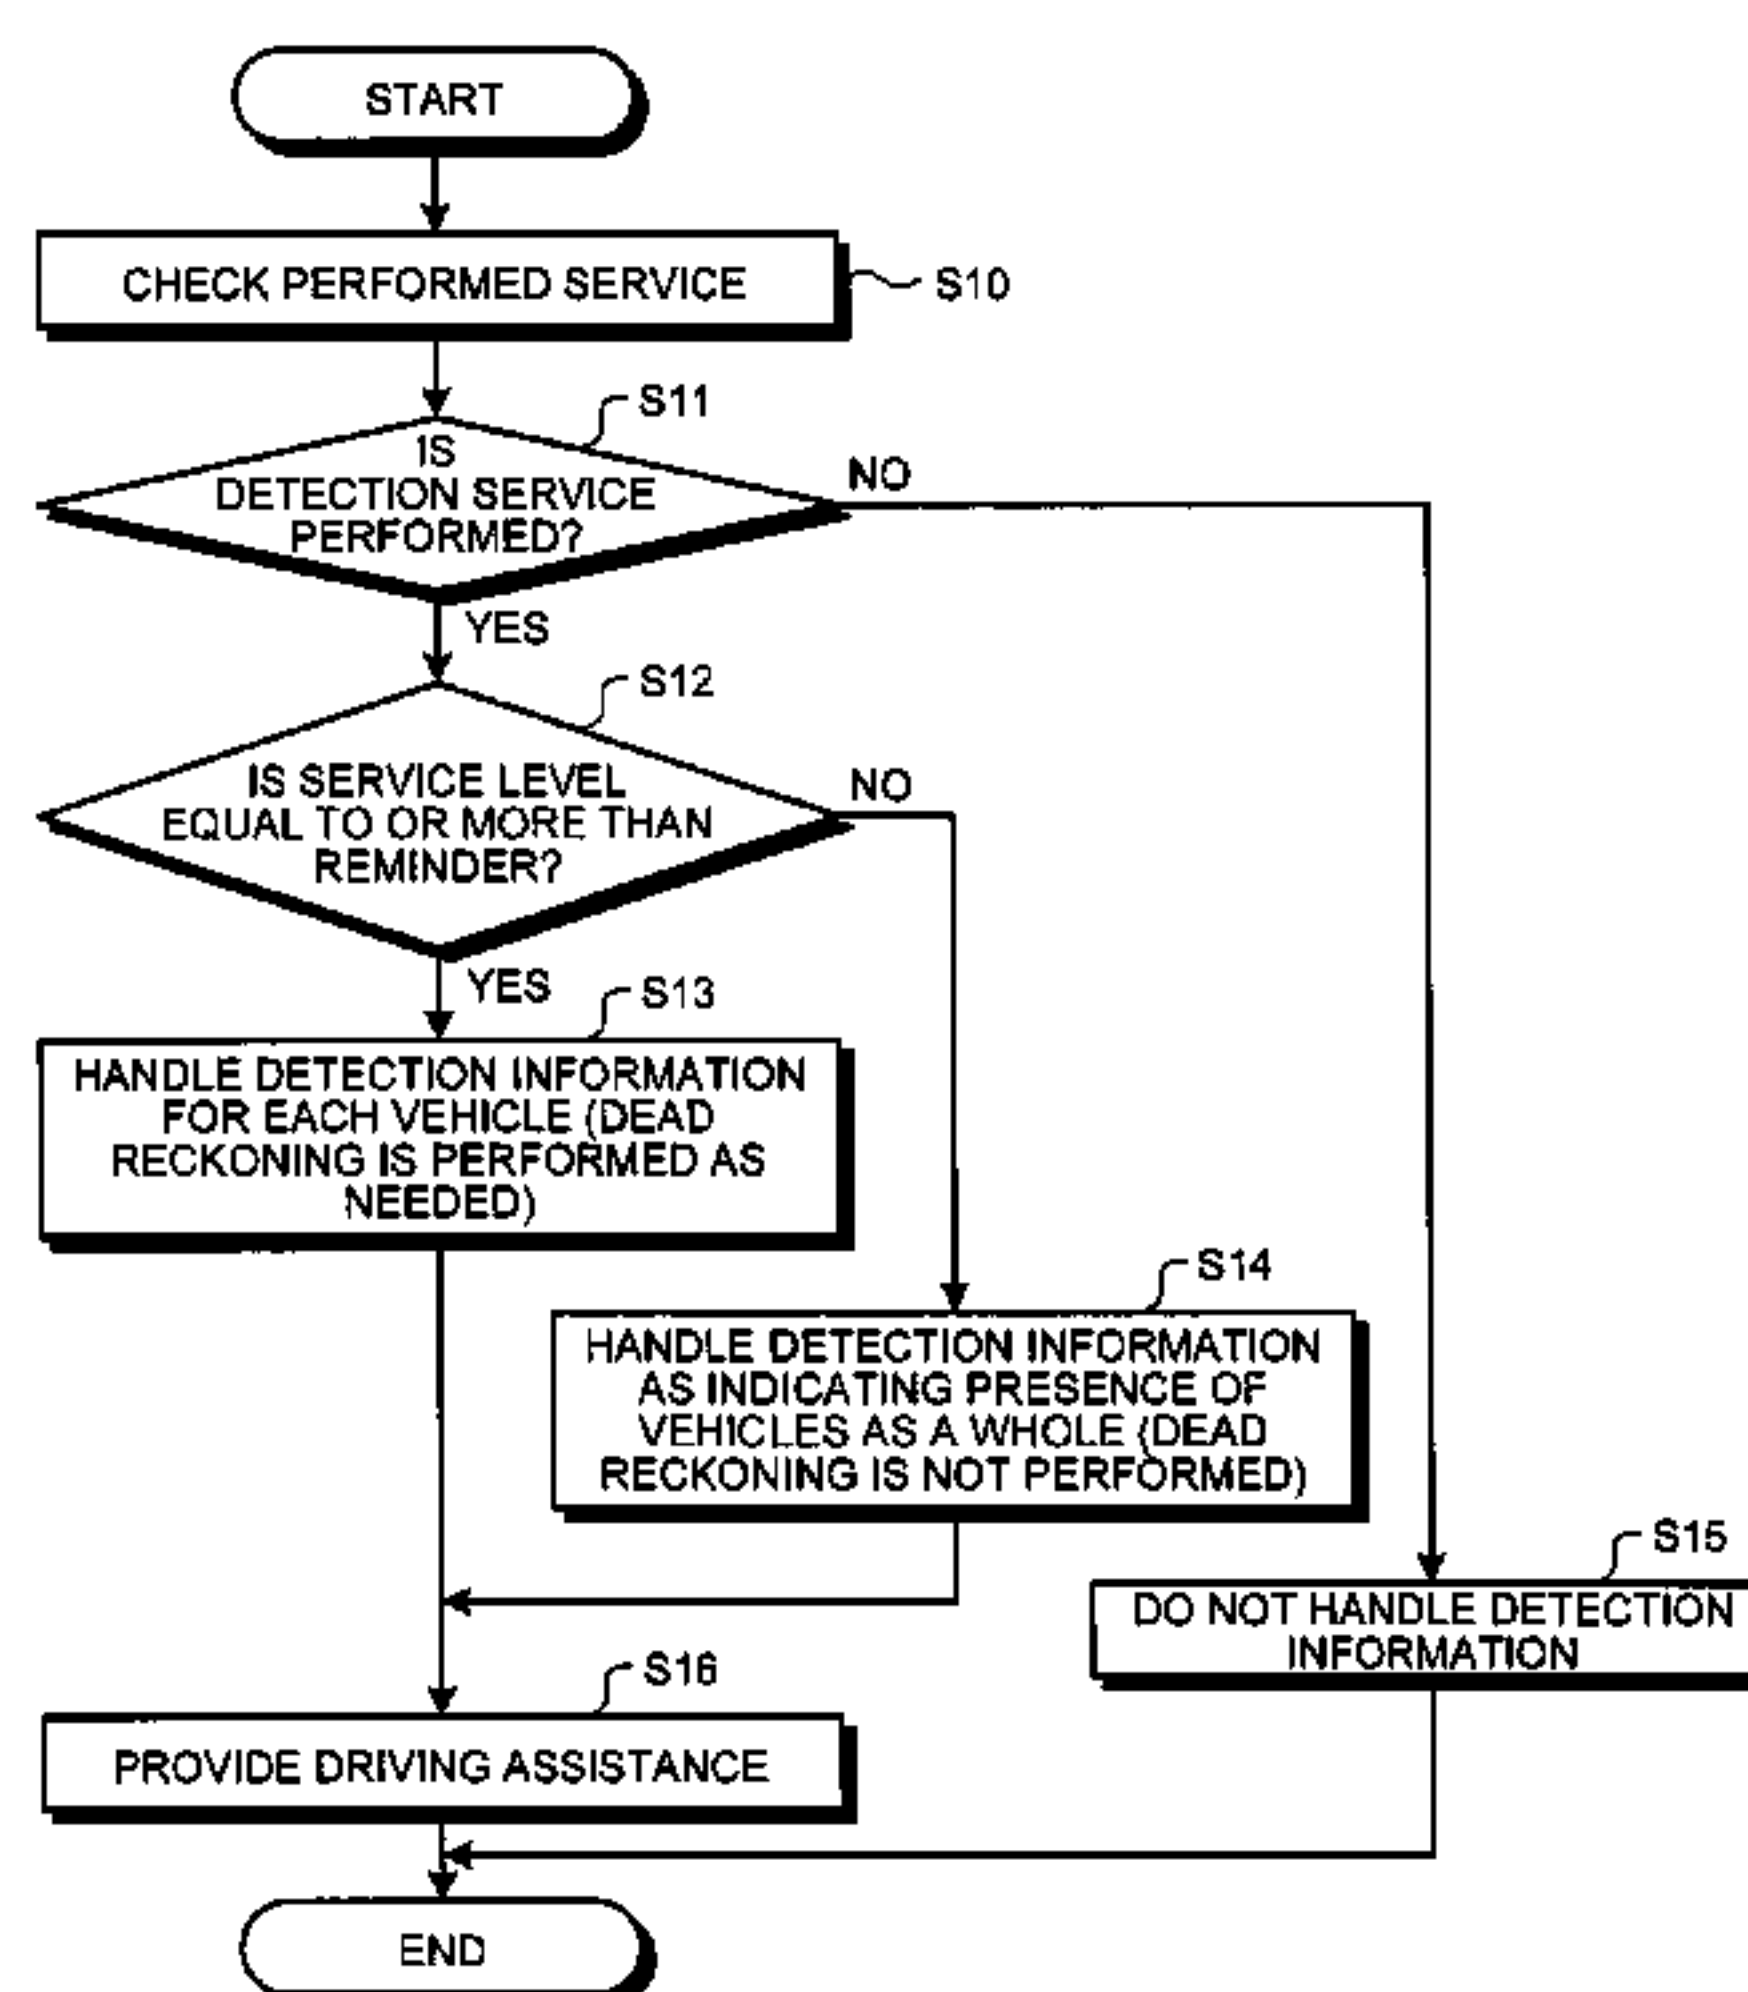 START
CHECK PERFORMED SERVICE
S10
S11
IS
DETECTION SERVICE
PERFORMED?
NO
YES
S12
IS SERVICE LEVEL
EQUAL TO OR MORE THAN
REMINDER?
NO
YES
S13
HANDLE DETECTION INFORMATION
FOR EACH VEHICLE (DEAD
RECKONING IS PERFORMED AS
NEEDED)
S14
HANDLE DETECTION INFORMATION
AS INDICATING PRESENCE OF
VEHICLES AS A WHOLE (DEAD
RECKONING IS NOT PERFORMED)
S15
DO NOT HANDLE DETECTION
INFORMATION
S16
PROVIDE DRIVING ASSISTANCE
END